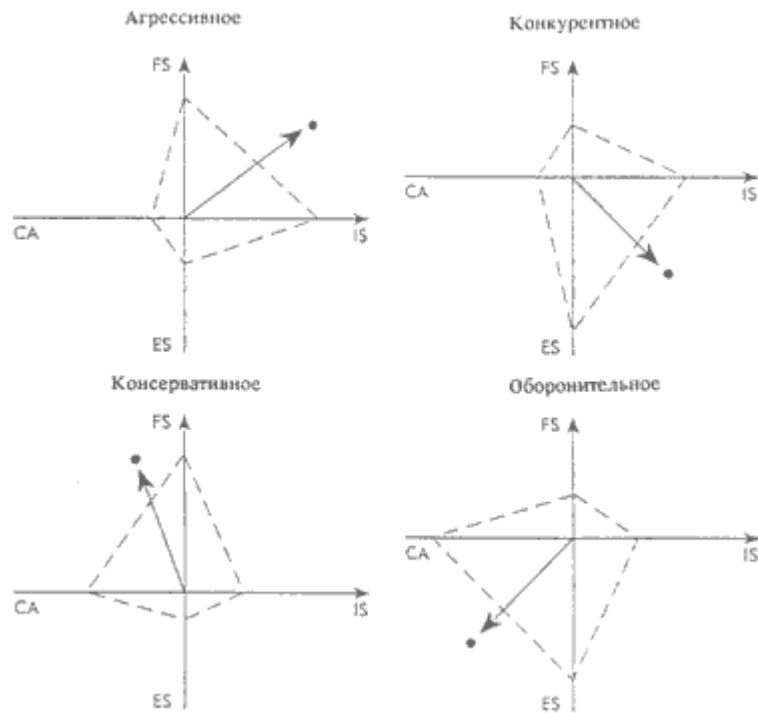 Агрессивное
FS
CA
IS
ES
Конкурентное
FS
CA
IS
ES
Консервативное
FS
CA
IS
ES
Оборонительное
FS
CA
IS
ES